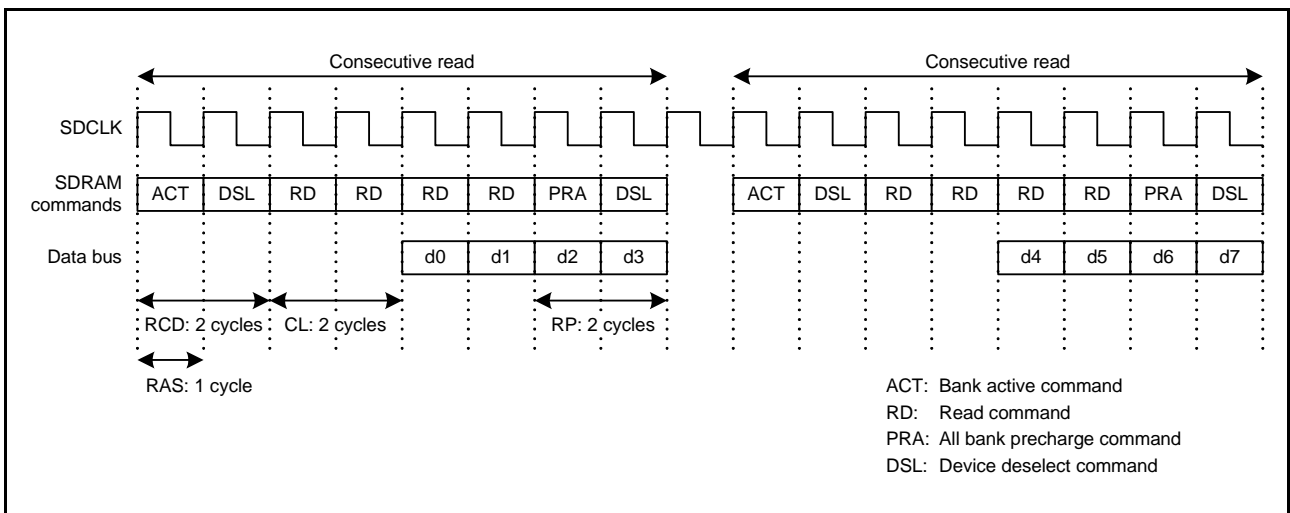 Consecutive read Consecutive read
SDCLK
SDRAM
commands
ACT DSL RD RD RD RD PRA DSL ACT DSL RD RD RD RD PRA DSL
Data bus d0 d1 d2 d3 d4 d5 d6 d7
RCD: 2 cycles CL: 2 cycles RP: 2 cycles
RAS: 1 cycle
ACT: Bank active command
RD: Read command
PRA: All bank precharge command
DSL: Device deselect command